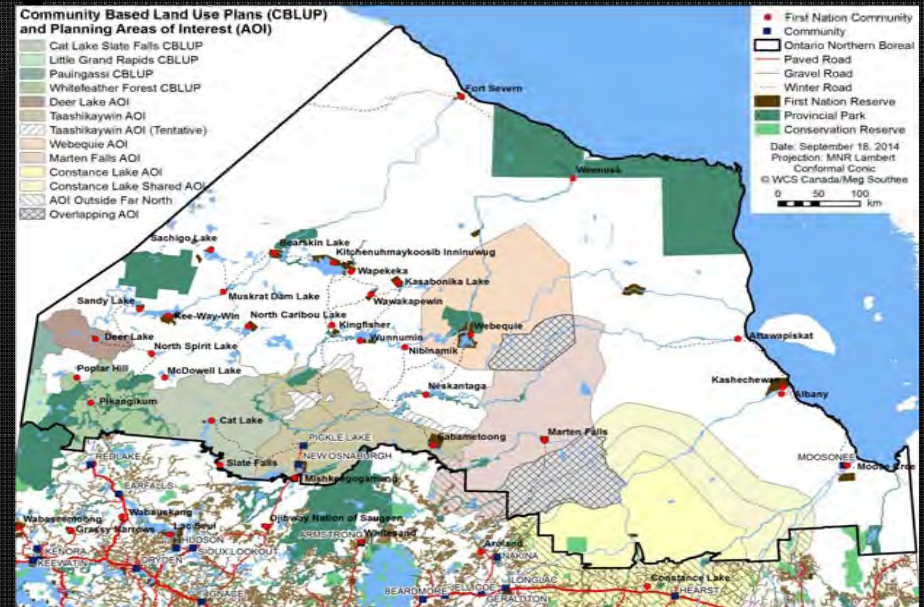 Community Based Land Use Plans (CBLUP)
and Planning Areas of Interest (AOI)
Cat Lake Slate Falls CBLUP
Little Grand Rapids CBLUP
Pauingassi CBLUP
Whitefeather Forest CBLUP
Deer Lake AOI
Taashikaywin AOI
Taashikaywin AOI (Tentative)
Webequie AOI
Marten Falls AOI
Constance Lake AOI
Constance Lake Shared AOI
AOI Outside Far North
Overlapping AOI
First Nation Community
Community
Ontario Northern Boreal
Paved Road
Gravel Road
Winter Road
First Nation Reserve
Provincial Park
Conservation Reserve
Date: September 18, 2014
Projection: MNR Lambert
Conformal Conic
© WCS Canada/Meg Southee
0 50 100
km
Fort Severn
Weenusk
Sachigo Lake
Bearskin Lake
Kitchenuhmaykoosib Inninuwug
Wapekeka
Kasabonika Lake
Muskrat Dam Lake
Wawakapewin
Sandy Lake
Kee-Way-Win
North Caribou Lake
Kingfisher
Webequie
Deer Lake
Wunnumin
Attawapiskat
North Spirit Lake
Nibinamik
Poplar Hill
McDowell Lake
Neskantaga
Kashechewan
Albany
Pikangikum
Cat Lake
PICKLE LAKE
Eabametoong
Marten Falls
REDLAKE
Slate Falls
NEW OSNABURGH
MOOSONEE
Moose Cree
Mishkeegogamang
EARFALLS
Wabauskang
Wabaseemoong
Grassy Narrows
Lac Seul
Ojibway Nation of Saugeen
HUDSON
ARMSTRONG
Whitesand
KENORA
SIOUX LOOKOUT
Aroland
KEEWATIN
DRYDEN
NAKINA
LONGLAC
Constance Lake
IGNACE
BEARDMORE
JELLICOE
GERALDTON
HEARST